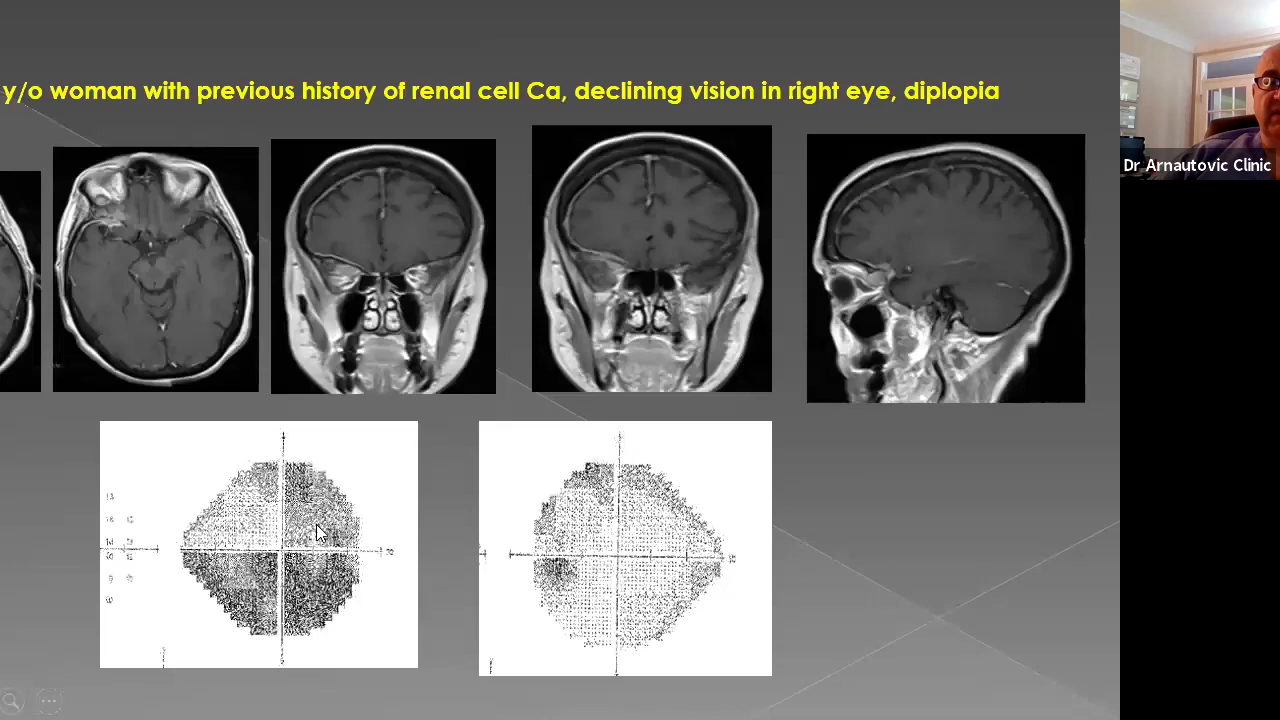 y/o woman with previous history of renal cell Ca, declining vision in right eye, diplopia
Dr Arnautovic Clinic